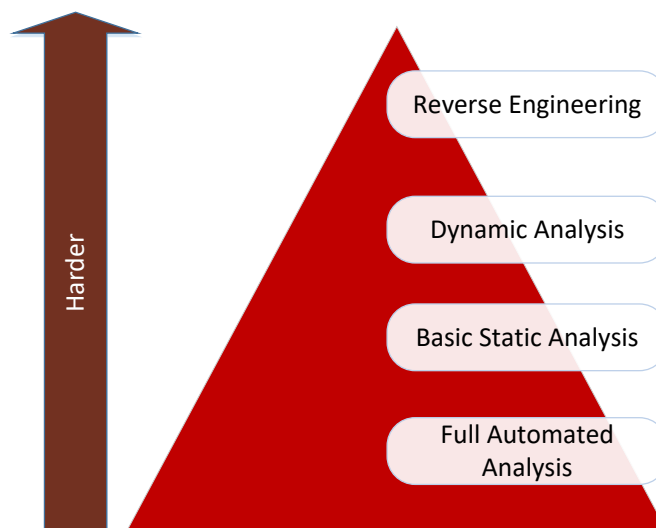 Harder
Reverse Engineering
Dynamic Analysis
Basic Static Analysis
Full Automated
Analysis